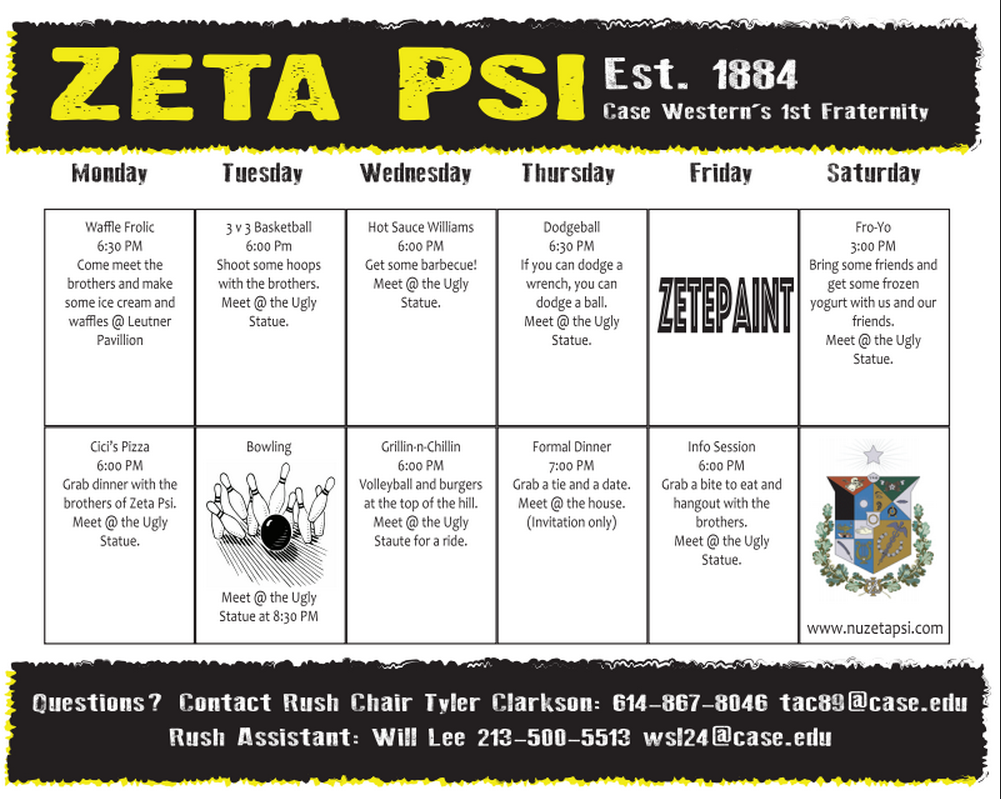 Zeta Psi
Est. 1884
Case Western's 1st Fraternity
Monday
Tuesday
Wednesday
Thursday
Friday
Saturday
Waffle Frolic
6:30 PM
Come meet the
brothers and make
some ice cream and
waffles @ Leutner
Pavillion
3 v 3 Basketball
6:00 Pm
Shoot some hoops
with the brothers.
Meet @ the Ugly
Statue.
Hot Sauce Williams
6:00 PM
Get some barbecue!
Meet @ the Ugly
Statue.
Dodgeball
6:30 PM
If you can dodge a
wrench, you can
dodge a ball.
Meet @ the Ugly
Statue.
ZETEPAINT
Fro-Yo
3:00 PM
Bring some friends and
get some frozen
yogurt with us and our
friends.
Meet @ the Ugly
Statue.
Cici's Pizza
6:00 PM
Grab dinner with the
brothers of Zeta Psi.
Meet @ the Ugly
Statue.
Bowling
Meet @ the Ugly
Statue at 8:30 PM
Grillin-n-Chillin
6:00 PM
Volleyball and burgers
at the top of the hill.
Meet @ the Ugly
Staute for a ride.
Formal Dinner
7:00 PM
Grab a tie and a date.
Meet @ the house.
(Invitation only)
Info Session
6:00 PM
Grab a bite to eat and
hangout with the
brothers.
Meet @ the Ugly
Statue.
www.nuzetapsi.com
Questions? Contact Rush Chair Tyler Clarkson: 614-867-8046 tac89@case.edu
Rush Assistant: Will Lee 213-500-5513 wsl24@case.edu